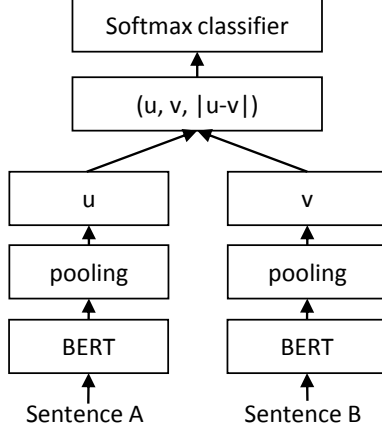 Softmax classifier
(u, v, |u-v|)
u
v
pooling
pooling
BERT
BERT
Sentence A
Sentence B